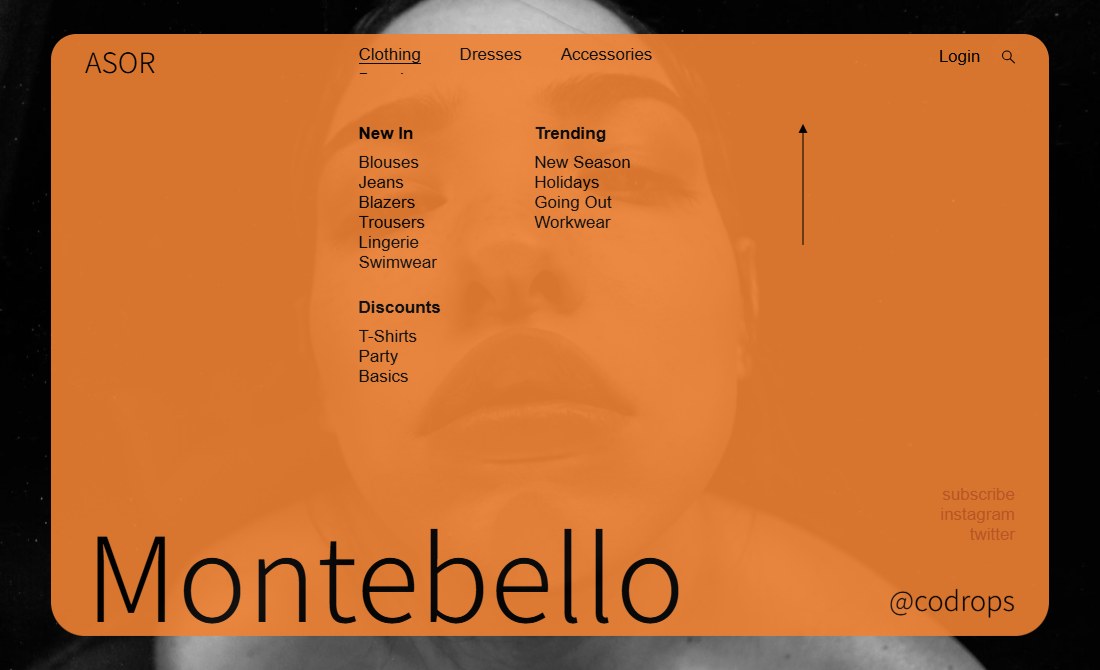 ASOR
Clothing Dresses Accessories
Login
New In
Blouses
Jeans
Blazers
Trousers
Lingerie
Swimwear
Trending
New Season
Holidays
Going Out
Workwear
Discounts
T-Shirts
Party
Basics
subscribe
instagram
twitter
Montebello
@codrops